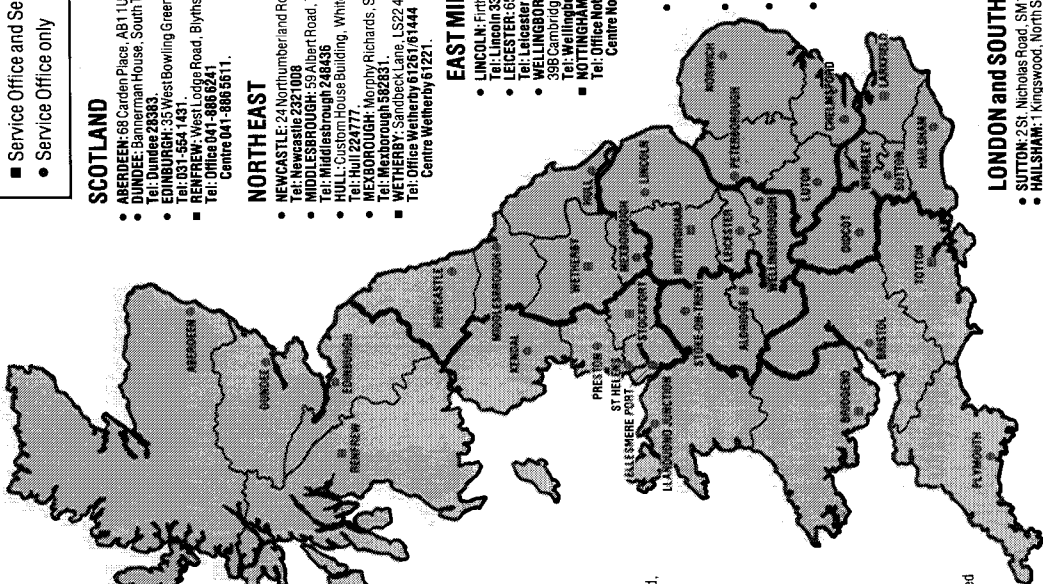 ■ Service Office and Se
● Service Office only
SCOTLAND
● ABERDEEN: 68 Carden Place, AB1 1U
● DUNDEE: Bannerman House, South T
Tel: Dundee 28383.
● EDINBURGH: 35 West Bowling Green
Tel: 031-554 1431.
■ RENFREW: West Lodge Road, Blyths
Tel: Office 041-886 6241
Centre 041-886 5611.
NORTH EAST
● NEWCASTLE: 241 Northumberland Ro
Tel: Newcastle 2321008
● MIDDLESBROUGH: 59 Albert Road,
Tel: Middlesbrough 248436
● HULL: Custom House Building, White
Tel: Hull 224777.
● MEXBOROUGH: Morphy Richards, S
Tel: Mexborough 582831.
■ WETHERBY: Sandbeck Lane, LS22 4
Tel: Office Wetherby 61261/61444
Centre Wetherby 61221.
EAST MI
● LINCOLN: Firth
Tel: Lincoln 33
● LEICESTER: 69
Tel: Leicester
● WELLINGBOR
39B Cambridg
Tel: Wellingbo
■ NOTTINGHAM
Tel: Office Not
Centre No
LONDON and SOUTH
● SUTTON: 2 St. Nicholas Road, SM1
● HAILSHAM: 1 Kingswood, North S
ABERDEEN
DUNDEE
EDINBURGH
RENFREW
NEWCASTLE
MIDDLESBROUGH
KENDAL
WETHERBY
HULL
PRESTON
MEXBOROUGH
ST HELENS
STOCKPORT
ELLESMERE PORT
LLANDUDNO JUNCTION
LINCOLN
NOTTINGHAM
STOKE-ON-TRENT
LEICESTER
PETERBOROUGH
NORWICH
ALDRIDGE
WELLINGBOROUGH
LUTON
CHELMSFORD
BRIDGEND
BRISTOL
DIDCOT
WEMBLEY
SUTTON
LARKFIELD
HAILSHAM
TOTTON
PLYMOUTH
d.
ed